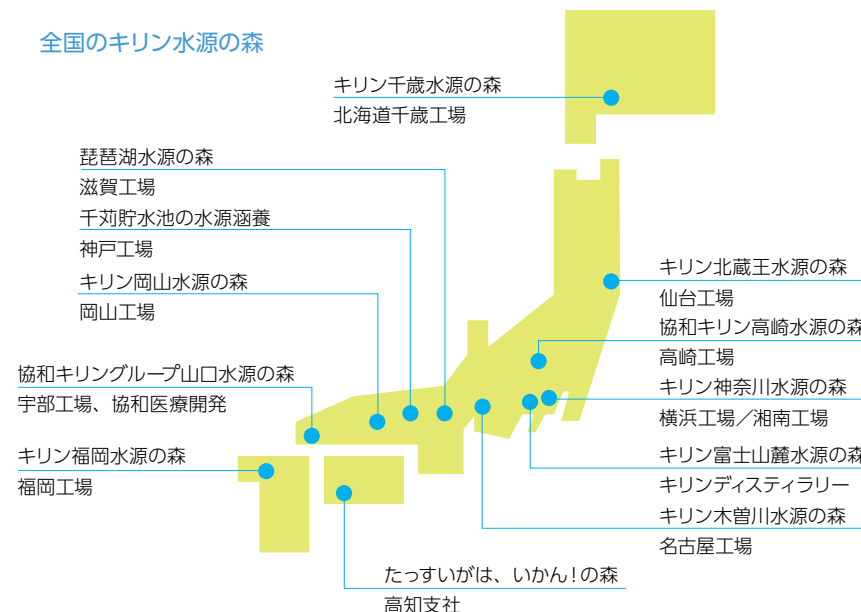 全国のキリン水源の森
キリン千歳水源の森
北海道千歳工場
琵琶湖水源の森
滋賀工場
千苅貯水池の水源涵養
神戸工場
キリン岡山水源の森
岡山工場
協和キリングループ山口水源の森
宇部工場、協和医療開発
キリン福岡水源の森
福岡工場
キリン北蔵王水源の森
仙台工場
協和キリン高崎水源の森
高崎工場
キリン神奈川水源の森
横浜工場／湘南工場
キリン富士山麓水源の森
キリンディスティラリー
キリン木曽川水源の森
名古屋工場
たっすいがは、いかん！の森
高知支社